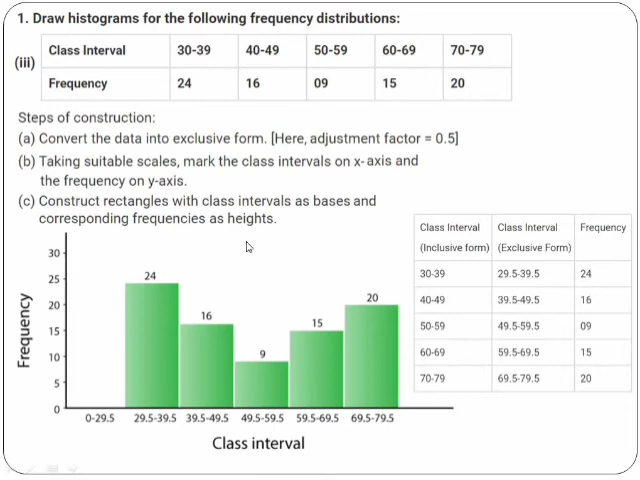 1. Draw histograms for the following frequency distributions:
(iii)
Class Interval 30-39 40-49 50-59 60-69 70-79
Frequency 24 16 09 15 20
Steps of construction:
(a) Convert the data into exclusive form. [Here, adjustment factor = 0.5]
(b) Taking suitable scales, mark the class intervals on x-axis and
the frequency on y-axis.
(c) Construct rectangles with class intervals as bases and
corresponding frequencies as heights.
Class Interval Class Interval Frequency
(Inclusive form) (Exclusive Form)
30-39 29.5-39.5 24
40-49 39.5-49.5 16
50-59 49.5-59.5 09
60-69 59.5-69.5 15
70-79 69.5-79.5 20
Frequency
30
25
20
15
10
5
0
24
16
9
15
20
0-29.5 29.5-39.5 39.5-49.5 49.5-59.5 59.5-69.5 69.5-79.5
Class interval